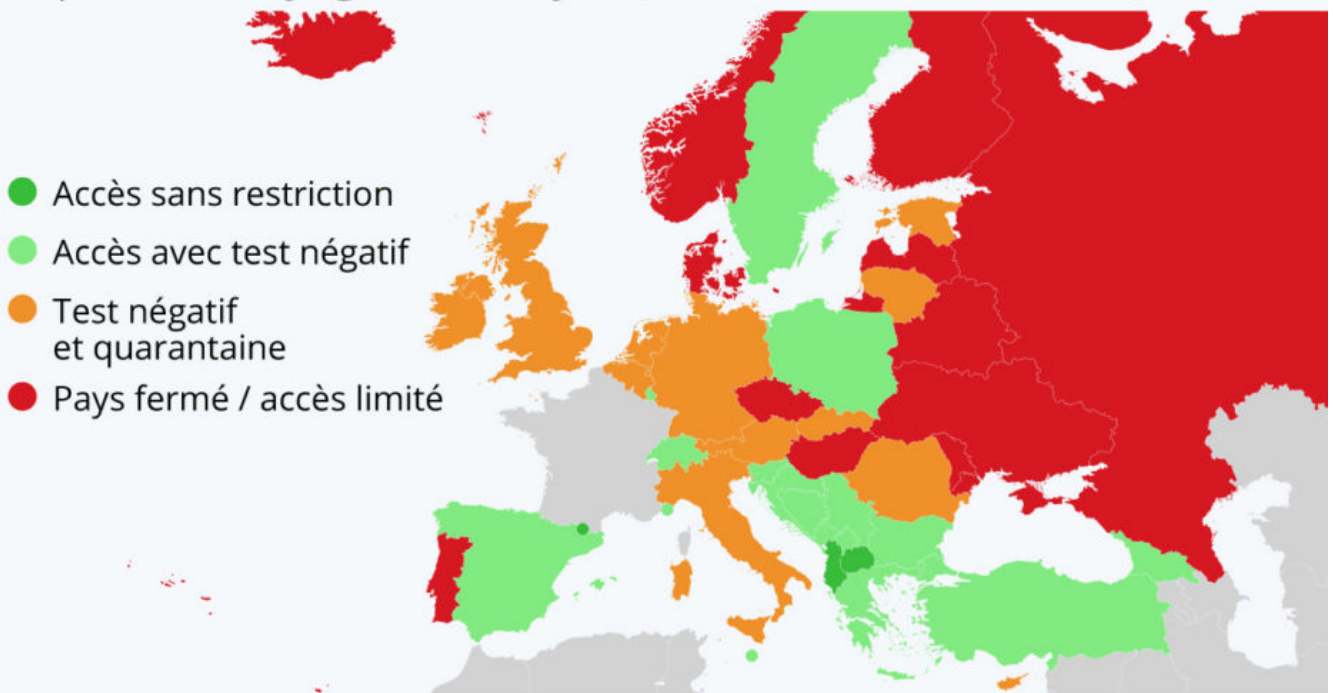 Accès sans restriction
Accès avec test négatif
Test négatif
et quarantaine
Pays fermé / accès limité